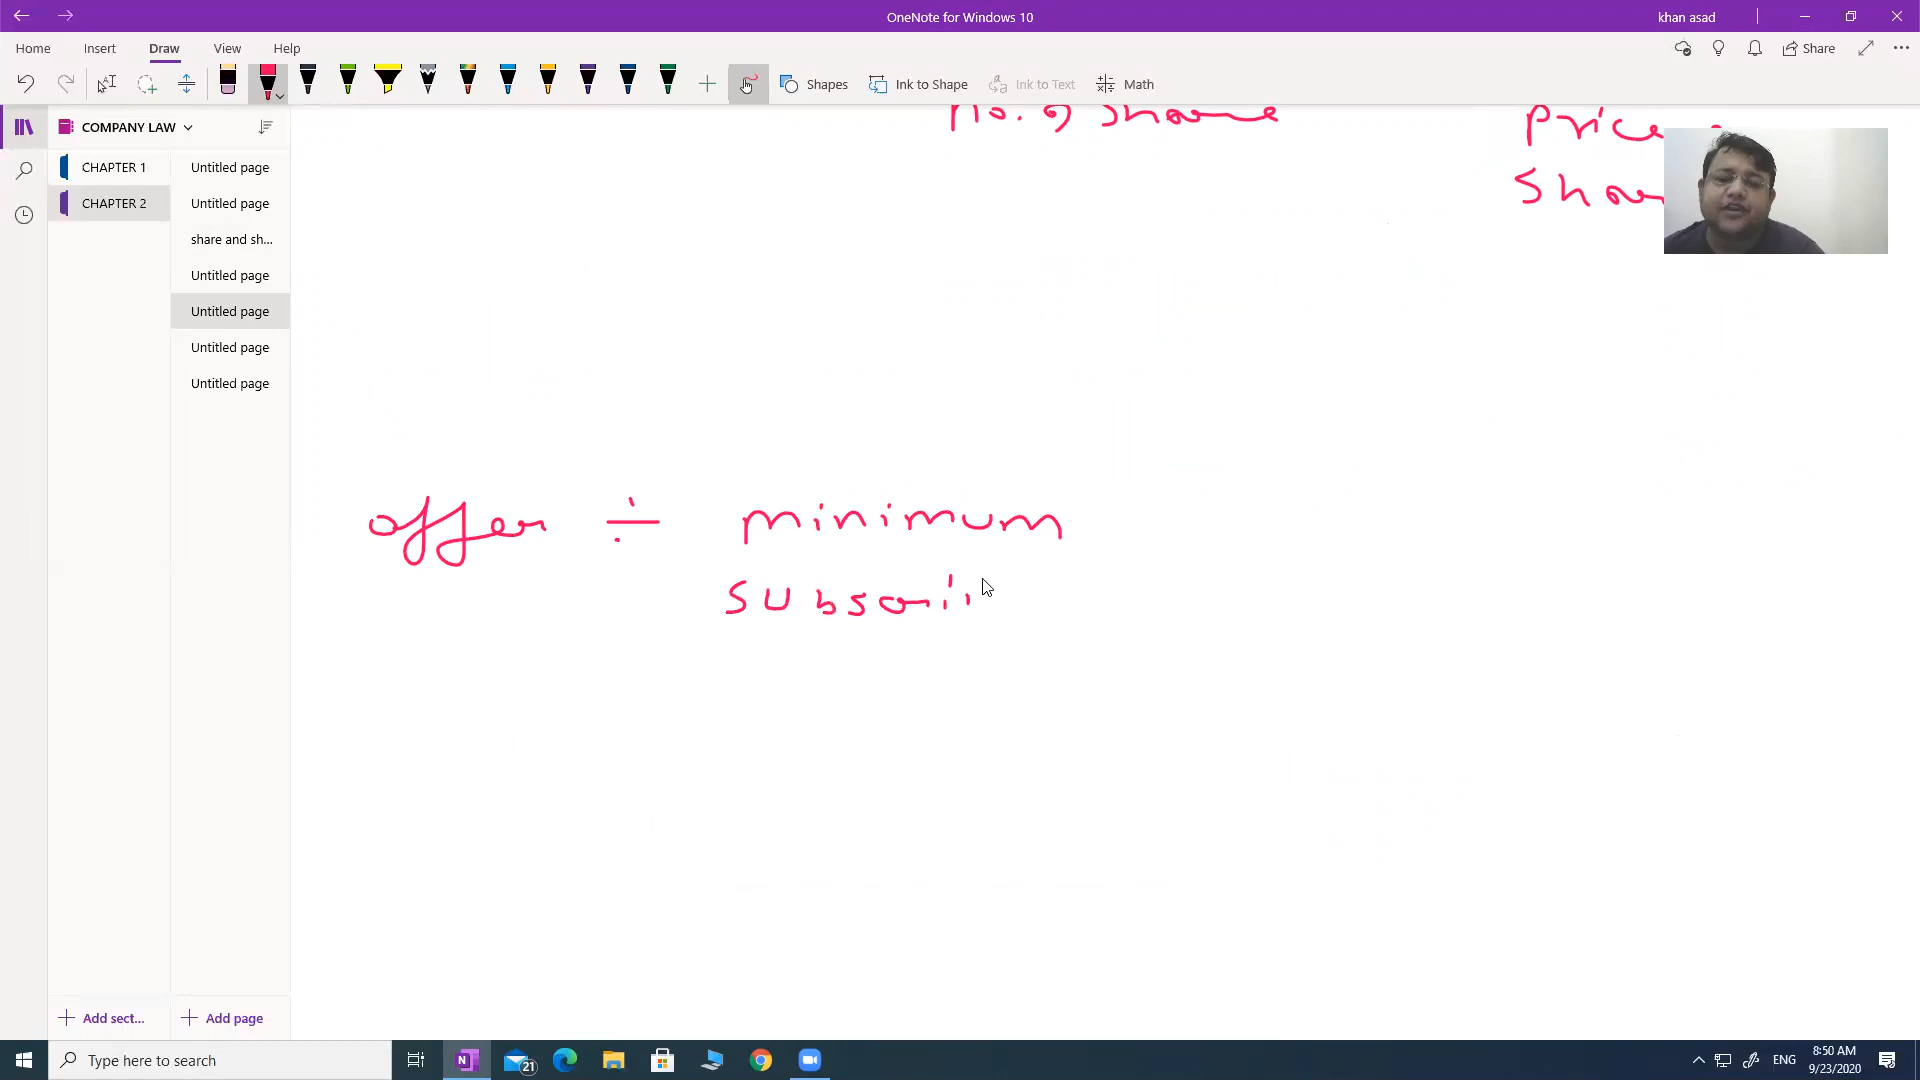 OneNote for Windows 10
khan asad
Home Insert Draw View Help
Share
Shapes Ink to Shape Ink to Text Math
COMPANY LAW
CHAPTER 1
CHAPTER 2
Untitled page
Untitled page
share and sh...
Untitled page
Untitled page
Untitled page
Untitled page
no. of share
Price
Shar
offer ÷ minimum
subscri
Add sect...
Add page
Type here to search
21
ENG
8:50 AM
9/23/2020